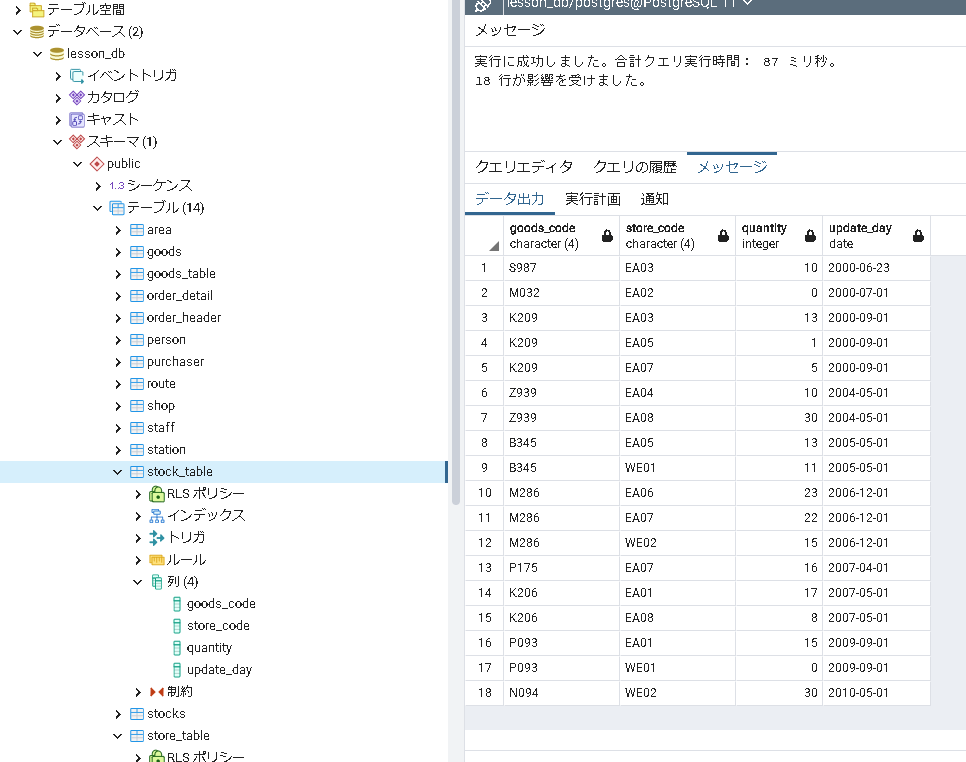 テーブル空間
データベース (2)
lesson_db
イベントトリガ
カタログ
キャスト
スキーマ (1)
public
1..3 シーケンス
テーブル (14)
area
goods
goods_table
order_detail
order_header
person
purchaser
route
shop
staff
station
stock_table
RLS ポリシー
インデックス
トリガ
ルール
列 (4)
goods_code
store_code
quantity
update_day
制約
stocks
store_table
RLS ポリシー
lesson_db/postgres@PostgreSQL 11
メッセージ
実行に成功しました。合計クエリ実行時間： 87 ミリ秒。
18 行が影響を受けました。
クエリエディタ クエリの履歴 メッセージ
データ出力 実行計画 通知
goods_code store_code quantity update_day
character (4) character (4) integer date
1 S987 EA03 10 2000-06-23
2 M032 EA02 0 2000-07-01
3 K209 EA03 13 2000-09-01
4 K209 EA05 1 2000-09-01
5 K209 EA07 5 2000-09-01
6 Z939 EA04 10 2004-05-01
7 Z939 EA08 30 2004-05-01
8 B345 EA05 13 2005-05-01
9 B345 WE01 11 2005-05-01
10 M286 EA06 23 2006-12-01
11 M286 EA07 22 2006-12-01
12 M286 WE02 15 2006-12-01
13 P175 EA07 16 2007-04-01
14 K206 EA01 17 2007-05-01
15 K206 EA08 8 2007-05-01
16 P093 EA01 15 2009-09-01
17 P093 WE01 0 2009-09-01
18 N094 WE02 30 2010-05-01